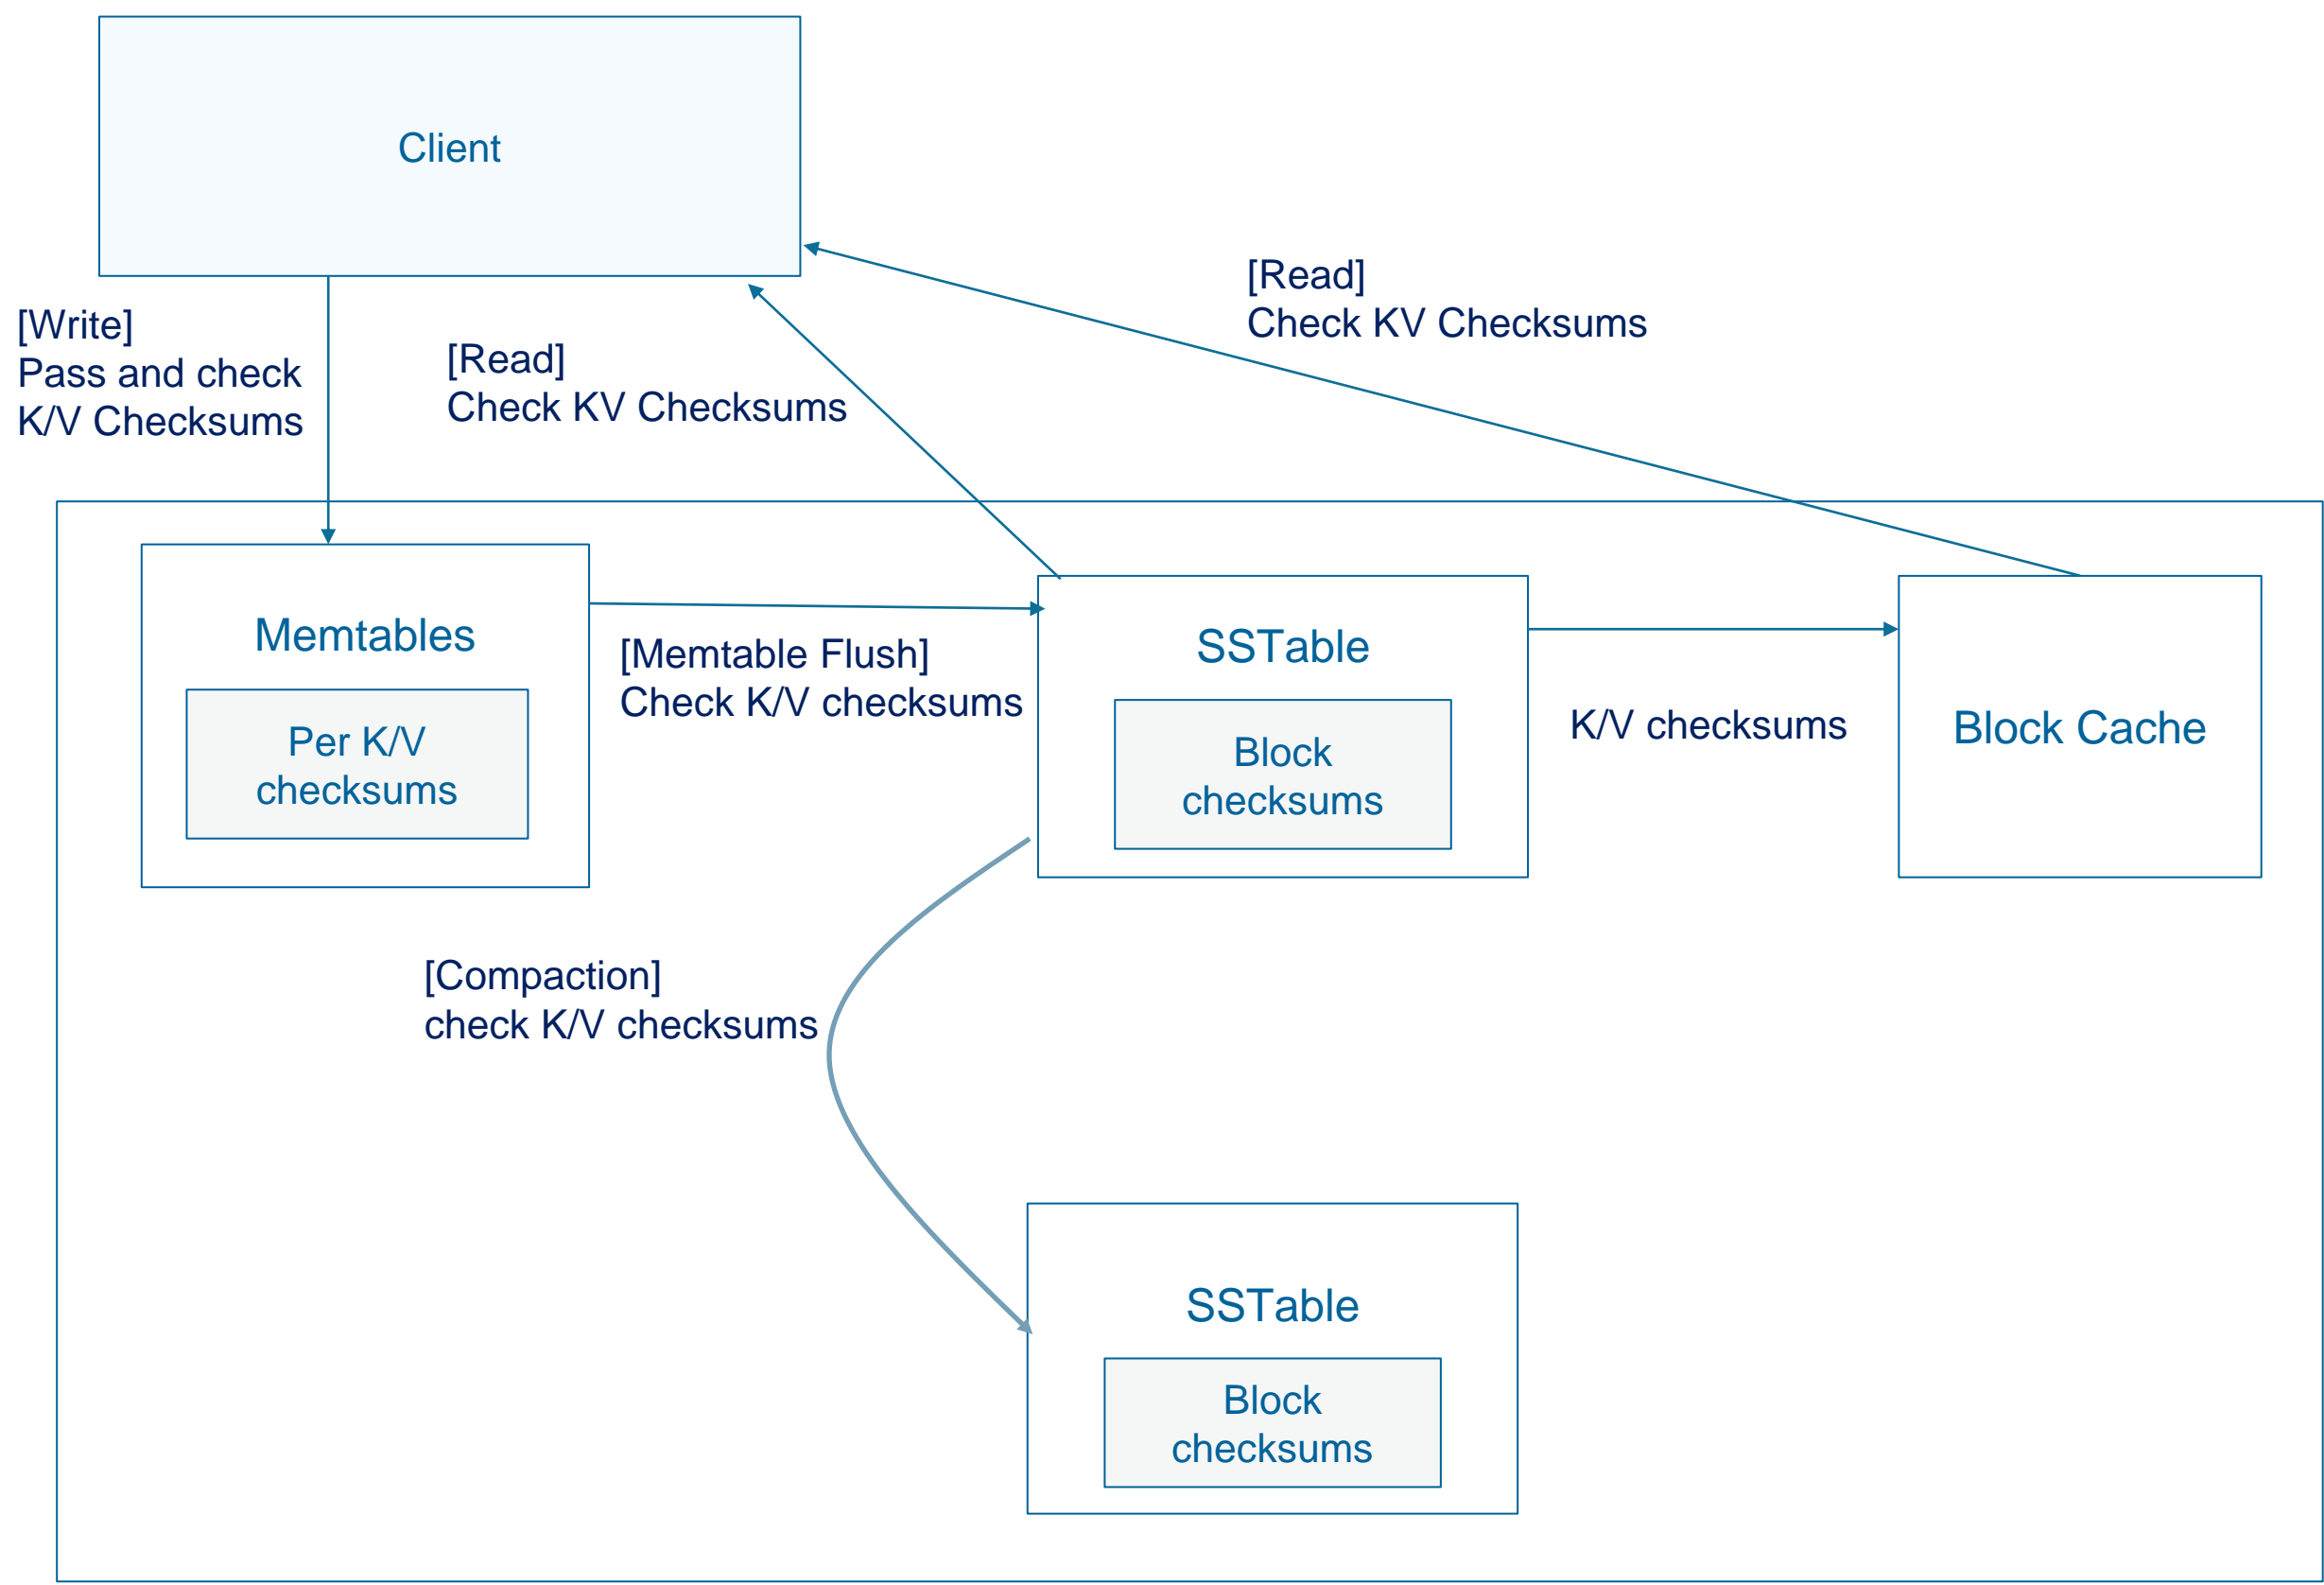 Client
[Write]
Pass and check
K/V Checksums
[Read]
Check KV Checksums
[Read]
Check KV Checksums
Memtables
Per K/V
checksums
[Memtable Flush]
Check K/V checksums
SSTable
Block
checksums
K/V checksums
Block Cache
[Compaction]
check K/V checksums
SSTable
Block
checksums